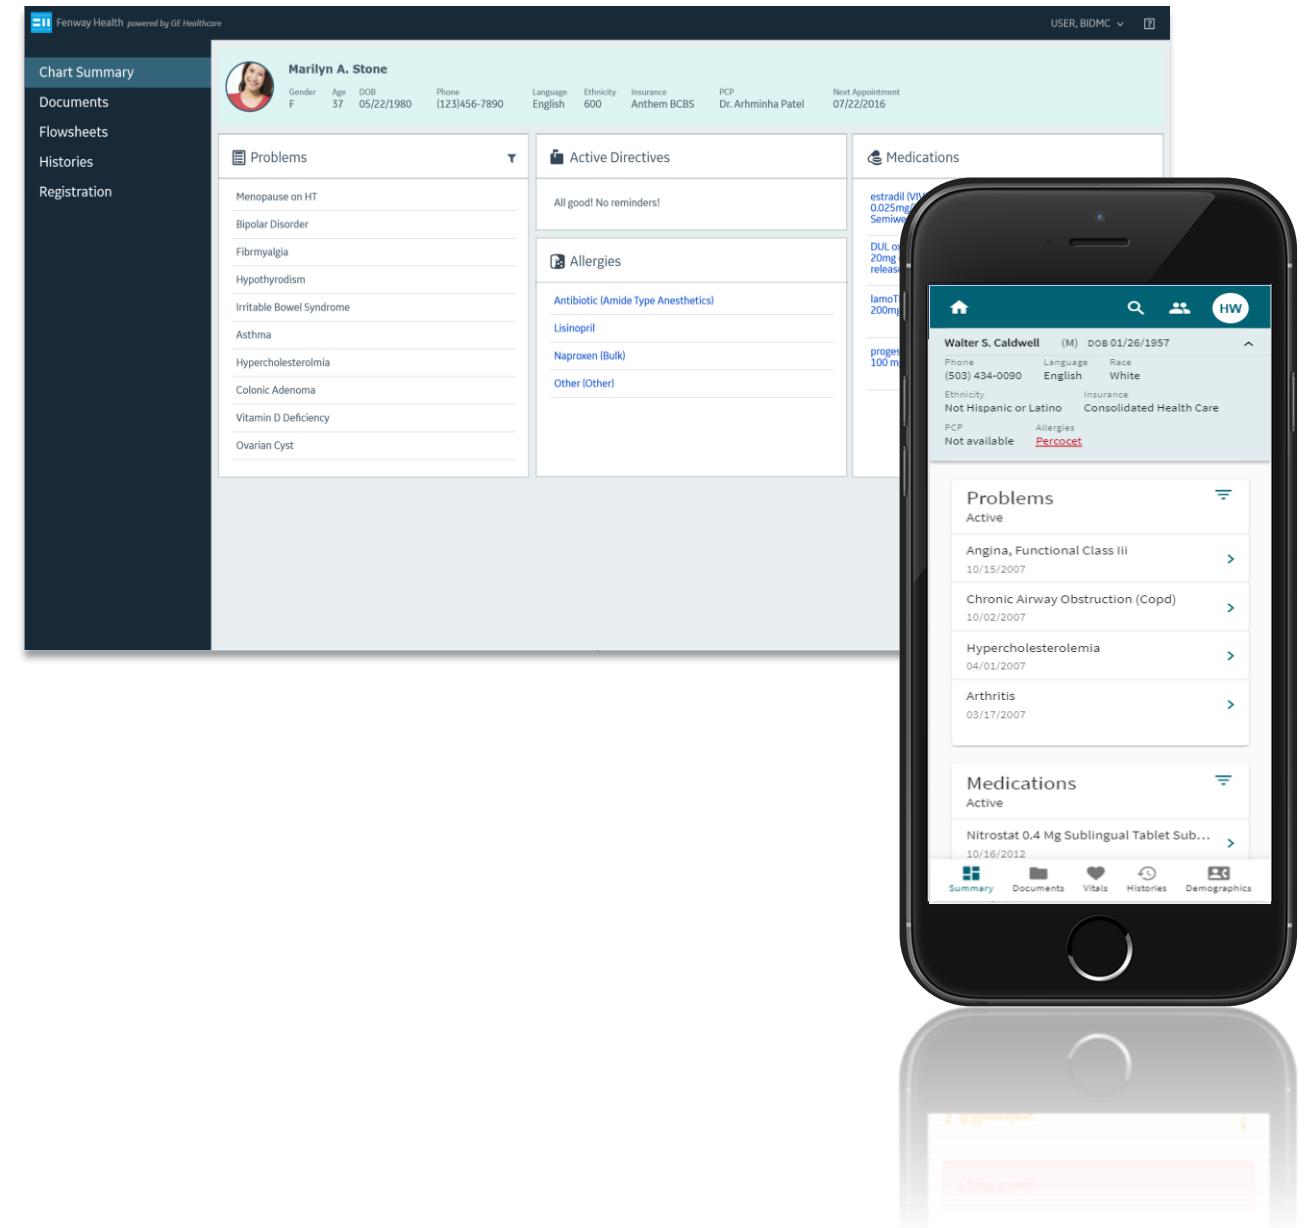 Fenway Health powered by GE Healthcare
USER, BIDMC
Chart Summary
Documents
Flowsheets
Histories
Registration
Marilyn A. Stone
Gender Age DOB Phone Language Ethnicity Insurance PCP Next Appointment
F 37 05/22/1980 (123)456-7890 English 600 Anthem BCBS Dr. Arhminha Patel 07/22/2016
Problems
Menopause on HT
Bipolar Disorder
Fibrmyalgia
Hypothyrodism
Irritable Bowel Syndrome
Asthma
Hypercholesterolmia
Colonic Adenoma
Vitamin D Deficiency
Ovarian Cyst
Active Directives
All good! No reminders!
Allergies
Antibiotic (Amide Type Anesthetics)
Lisinopril
Naproxen (Bulk)
Other (Other)
Medications
estradil
0.025mg
DUL
20mg
200mg
100
HW
Walter S. Caldwell (M) DOB 01/26/1957
Phone Language Race
(503) 434-0090 English White
Ethnicity Insurance
Not Hispanic or Latino Consolidated Health Care
PCP Allergies
Not available Percocet
Problems
Active
Angina, Functional Class Iii
10/15/2007
Chronic Airway Obstruction (Copd)
10/02/2007
Hypercholesterolemia
04/01/2007
Arthritis
03/17/2007
Medications
Active
Nitrostat 0.4 Mg Sublingual Tablet Sub...
10/16/2012
Summary Documents Vitals Histories Demographics